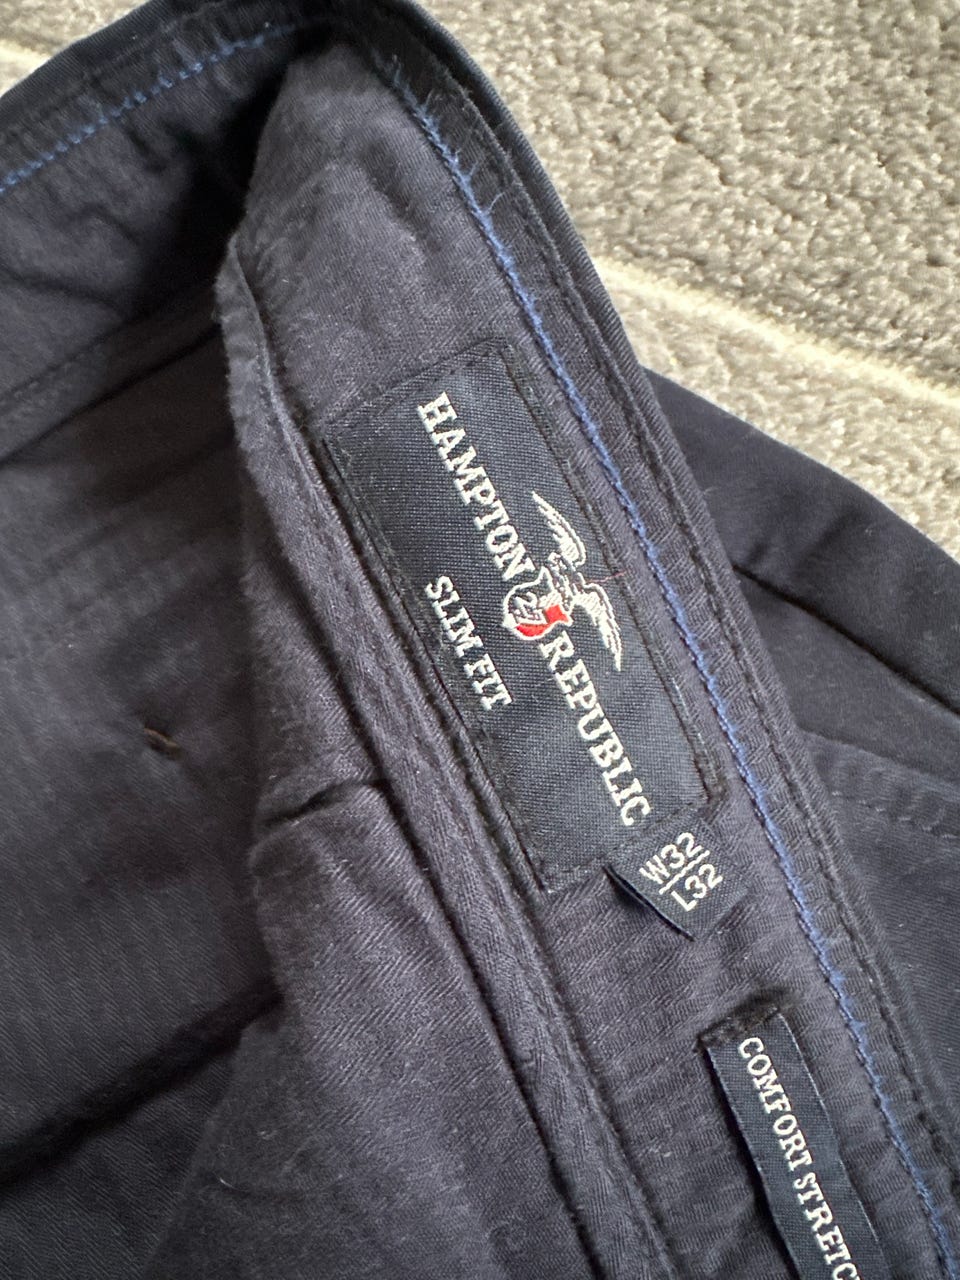 HAMPTON REPUBLIC
SLIM FIT
W32
L32
COMFORT STRETC